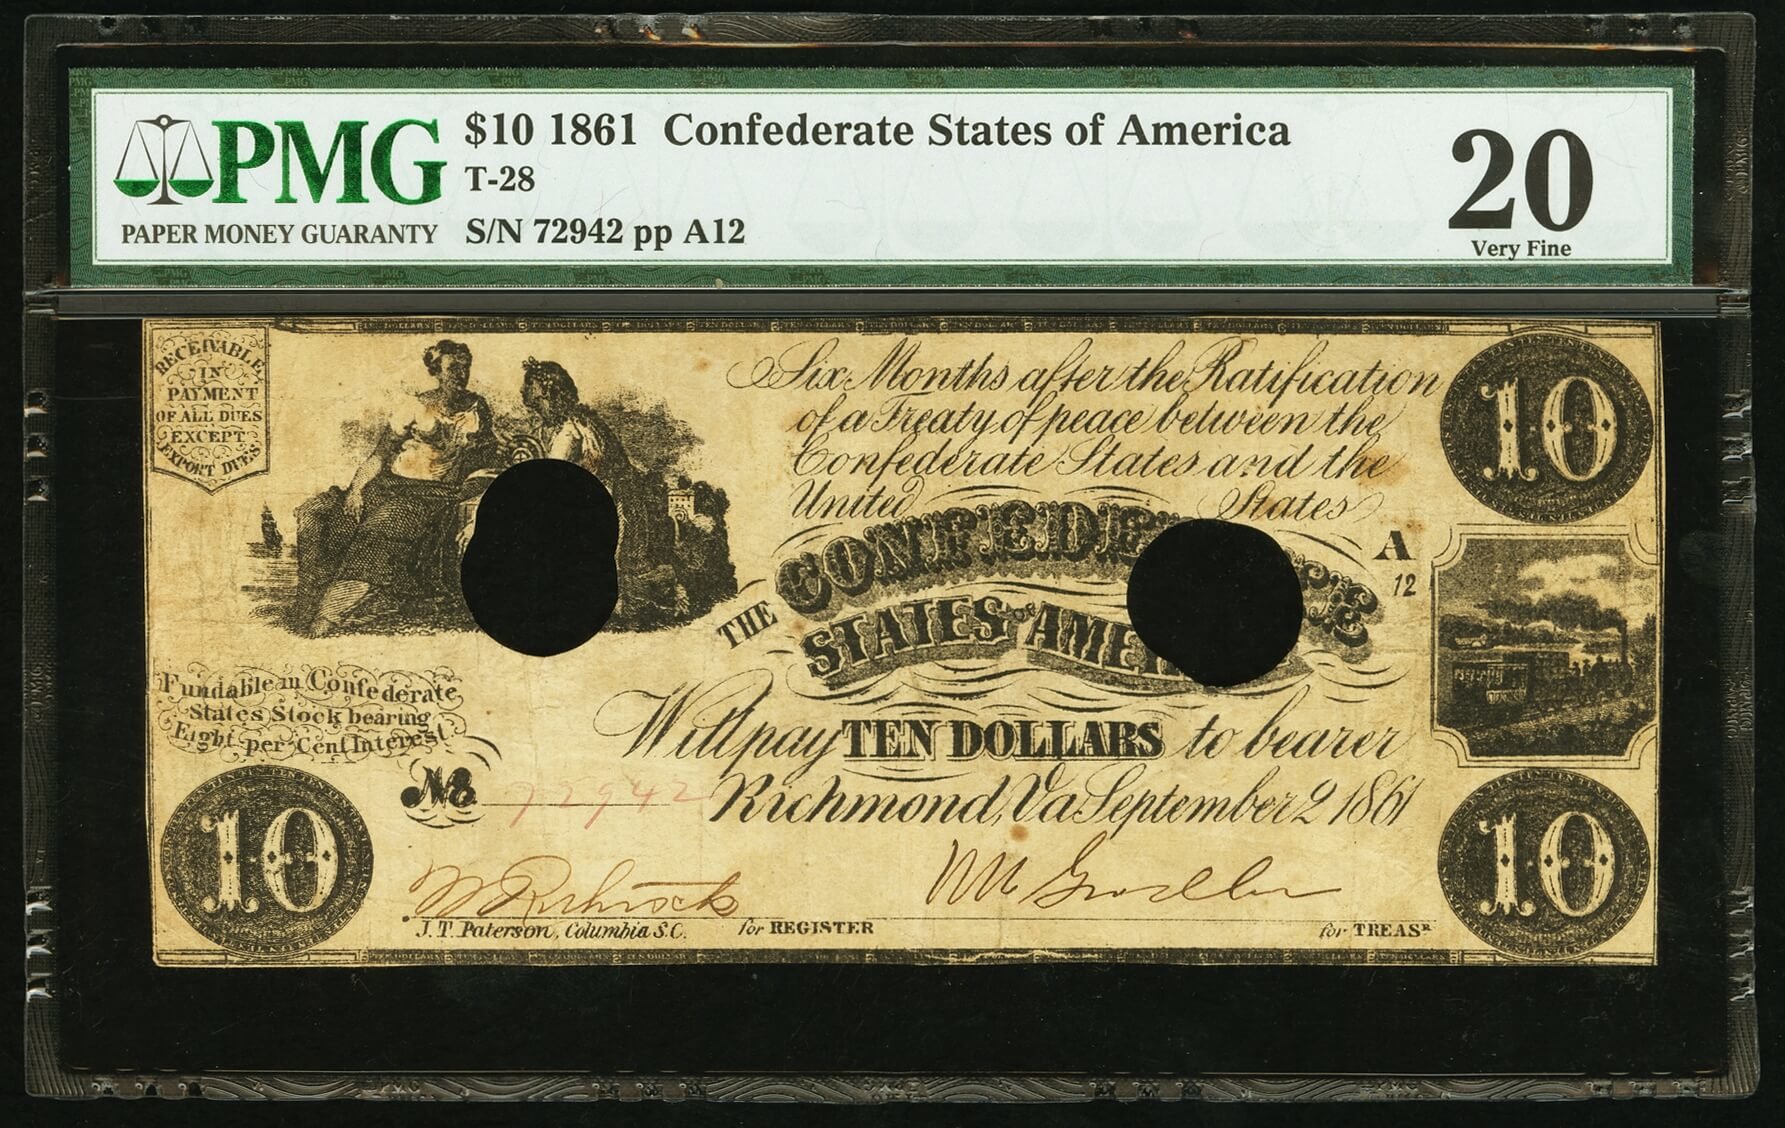 PMG
PAPER MONEY GUARANTY
$10 1861 Confederate States of America
T-28
S/N 72942 pp A12
20
Very Fine
RECEIVABLE
IN
PAYMENT
OF ALL DUES
EXCEPT
EXPORT DUES
Six Months after the Ratification
of a Treaty of peace between the
Confederate States and the
United States
10
A
12
THE
STATES OF
Fundable in Confederate
States Stock bearing
Eight per Cent Interest
Will pay TEN DOLLARS to bearer
No 72942
Richmond, Va September 2 1861
10
10
J.T. Paterson, Columbia S.C.
for REGISTER
for TREASR